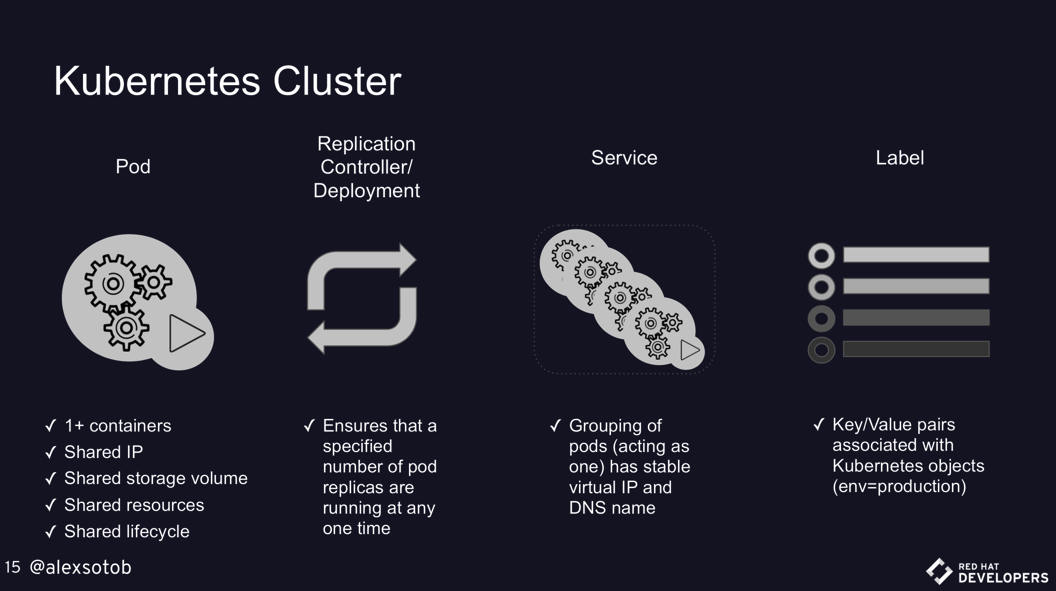 Kubernetes Cluster
Pod
Replication
Controller/
Deployment
Service
Label
✓ 1+ containers
✓ Shared IP
✓ Shared storage volume
✓ Shared resources
✓ Shared lifecycle
✓ Ensures that a
specified
number of pod
replicas are
running at any
one time
✓ Grouping of
pods (acting as
one) has stable
virtual IP and
DNS name
✓ Key/Value pairs
associated with
Kubernetes objects
(env=production)
15 @alexsotob
RED HAT
DEVELOPERS